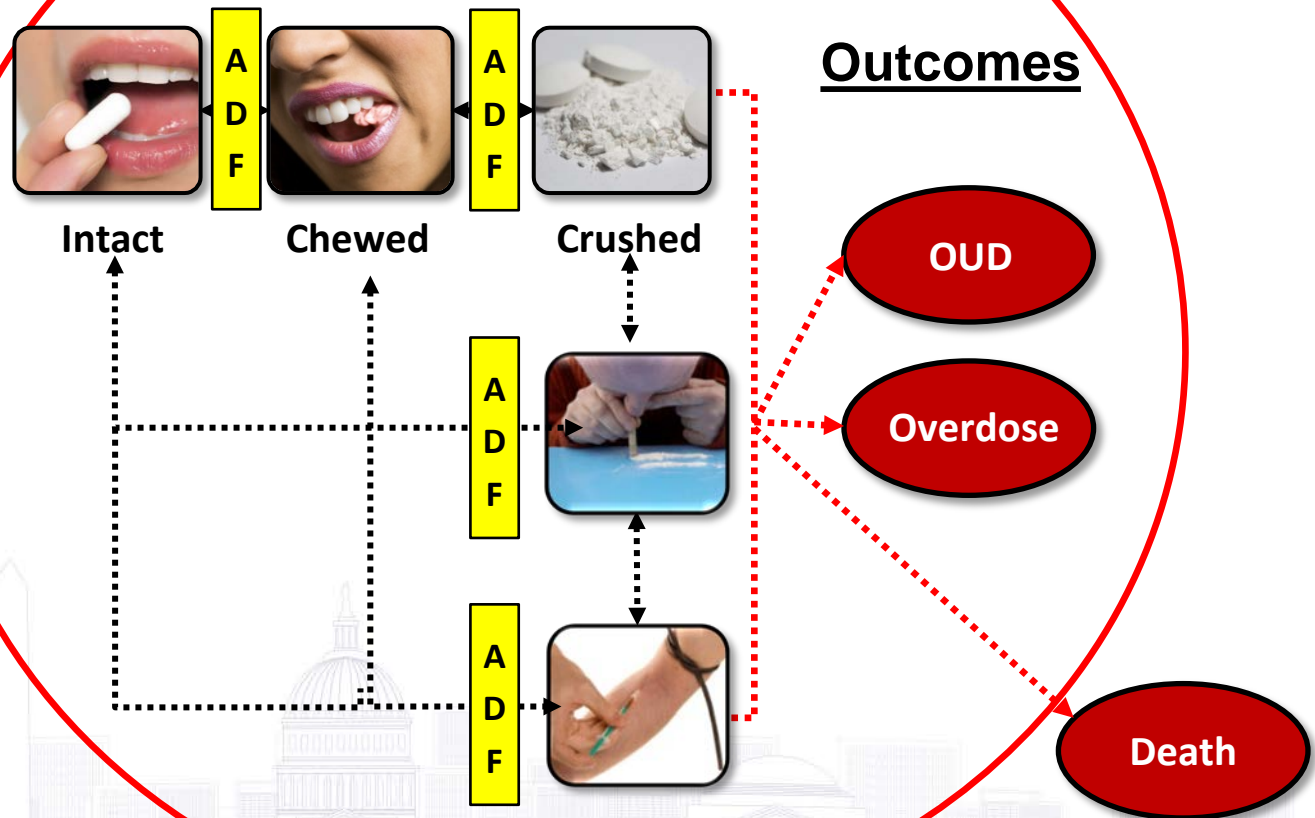 Outcomes
A
D
F
A
D
F
Intact
Chewed
Crushed
OUD
A
D
F
Overdose
A
D
F
Death